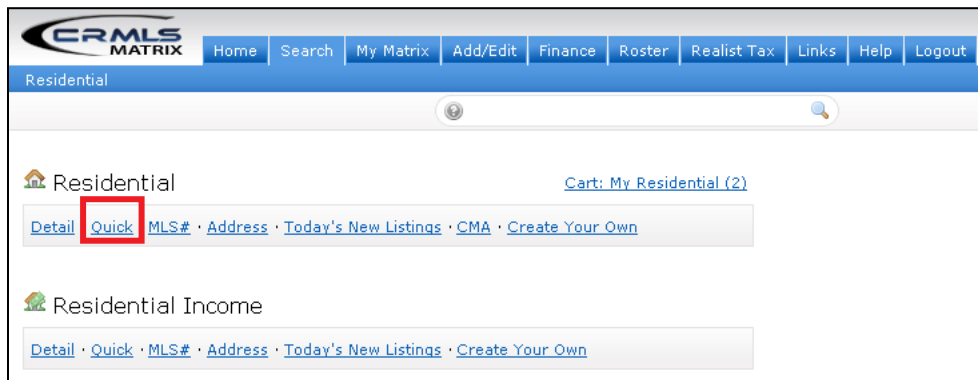 CRMLS
MATRIX
Home Search My Matrix Add/Edit Finance Roster Realist Tax Links Help Logout
Residential
Residential
Cart: My Residential (2)
Detail Quick MLS# · Address · Today's New Listings · CMA · Create Your Own
Residential Income
Detail · Quick · MLS# · Address · Today's New Listings · Create Your Own